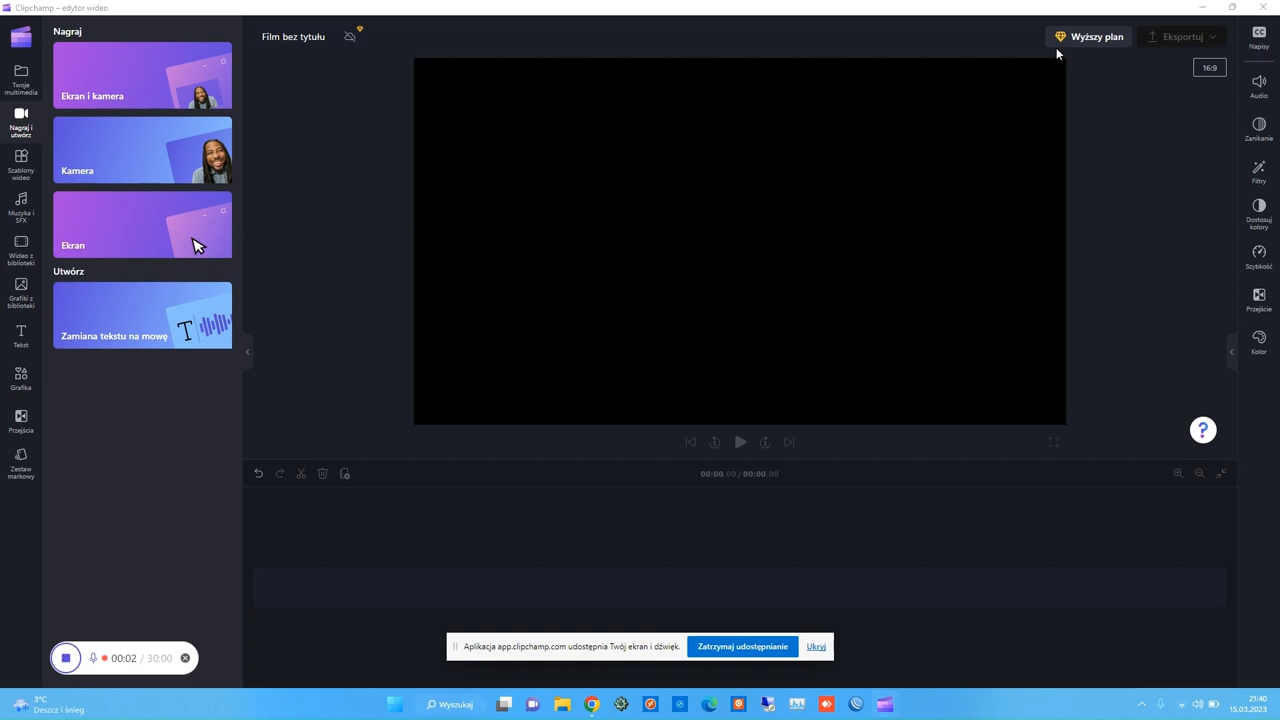 Clipchamp – edytor wideo
Nagraj
Film bez tytułu
Wyższy plan
Eksportuj
Napisy
16:9
Twoje
multimedia
Ekran i kamera
Audio
Nagraj i
utwórz
Zanikanie
Szablony
wideo
Kamera
Filtry
Muzyka i
SFX
Dostosuj
kolory
Ekran
Wideo z
biblioteki
Szybkość
Utwórz
Grafiki z
biblioteki
Przejście
Zamiana tekstu na mowę
T
Tekst
Kolor
Grafika
Przejścia
?
Zestaw
markowy
00:00.00 / 00:00.00
00:02 / 30:00
Aplikacja app.clipchamp.com udostępnia Twój ekran i dźwięk.
Zatrzymaj udostępnianie
Ukryj
3°C
Deszcz i śnieg
Wyszukaj
21:40
15.03.2023